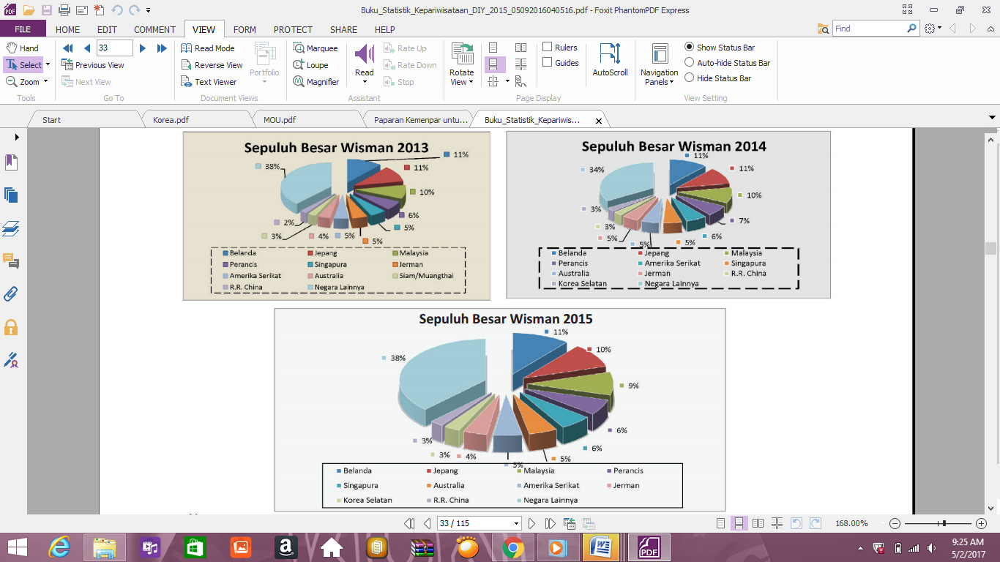 Buku_Statistik_Kepariwisataan_DIY_2015_05092016040516.pdf - Foxit PhantomPDF Express
FILE HOME EDIT COMMENT VIEW FORM PROTECT SHARE HELP Find
Hand 33 Read Mode Marquee Rate Up Rulers Show Status Bar
Select Previous View Reverse View Portfolio Loupe Read Rate Down Rotate View Guides AutoScroll Navigation Panels Auto-hide Status Bar
Zoom Next View Text Viewer Magnifier Stop Hide Status Bar
Tools Go To Document Views Assistant Page Display View Setting
Start Korea.pdf MOU.pdf Paparan Kemenpar untu... Buku_Statistik_Kepariwis...
Sepuluh Besar Wisman 2013
11%
11%
10%
6%
5%
5%
5%
4%
3%
2%
38%
Belanda Jepang Malaysia
Perancis Singapura Jerman
Amerika Serikat Australia Siam/Muangthai
R.R. China Negara Lainnya
Sepuluh Besar Wisman 2014
11%
11%
10%
7%
6%
5%
5%
5%
3%
3%
34%
Belanda Jepang Malaysia
Perancis Amerika Serikat Singapura
Australia Jerman R.R. China
Korea Selatan Negara Lainnya
Sepuluh Besar Wisman 2015
11%
10%
9%
6%
6%
5%
5%
4%
3%
3%
38%
Belanda Jepang Malaysia Perancis
Singapura Australia Amerika Serikat Jerman
Korea Selatan R.R. China Negara Lainnya
33 / 115 168.00%
9:25 AM
5/2/2017